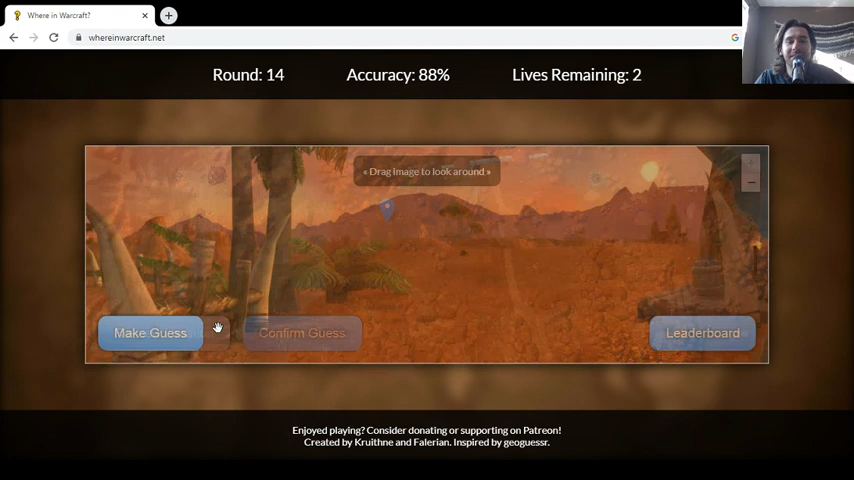 Where in Warcraft?
whereinwarcraft.net
Round: 14
Accuracy: 88%
Lives Remaining: 2
« Drag image to look around »
Make Guess
Confirm Guess
Leaderboard
Enjoyed playing? Consider donating or supporting on Patreon!
Created by Kruithne and Falerian. Inspired by geoguessr.